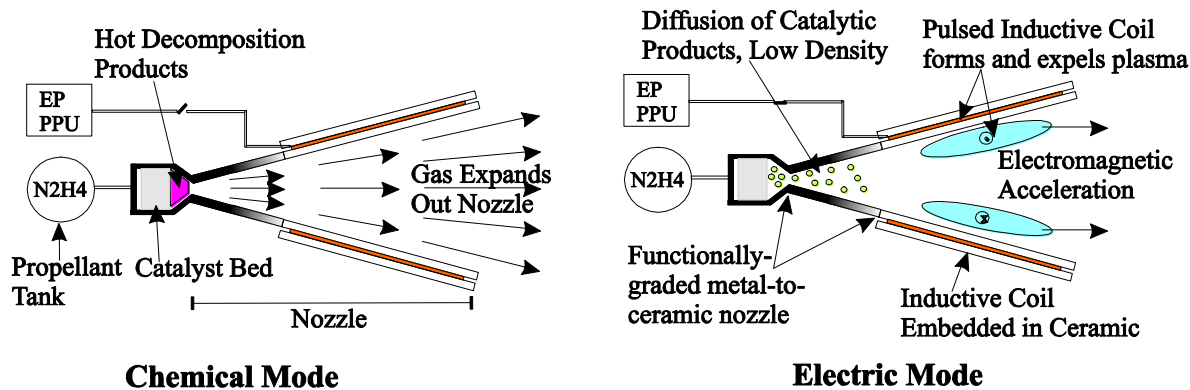 Hot Decomposition
Products
EP
PPU
N2H4
Gas Expands
Out Nozzle
Propellant
Tank
Catalyst Bed
Nozzle
Chemical Mode
Diffusion of Catalytic
Products, Low Density
Pulsed Inductive Coil
forms and expels plasma
EP
PPU
N2H4
Electromagnetic
Acceleration
Functionally-
graded metal-to-
ceramic nozzle
Inductive Coil
Embedded in Ceramic
Electric Mode